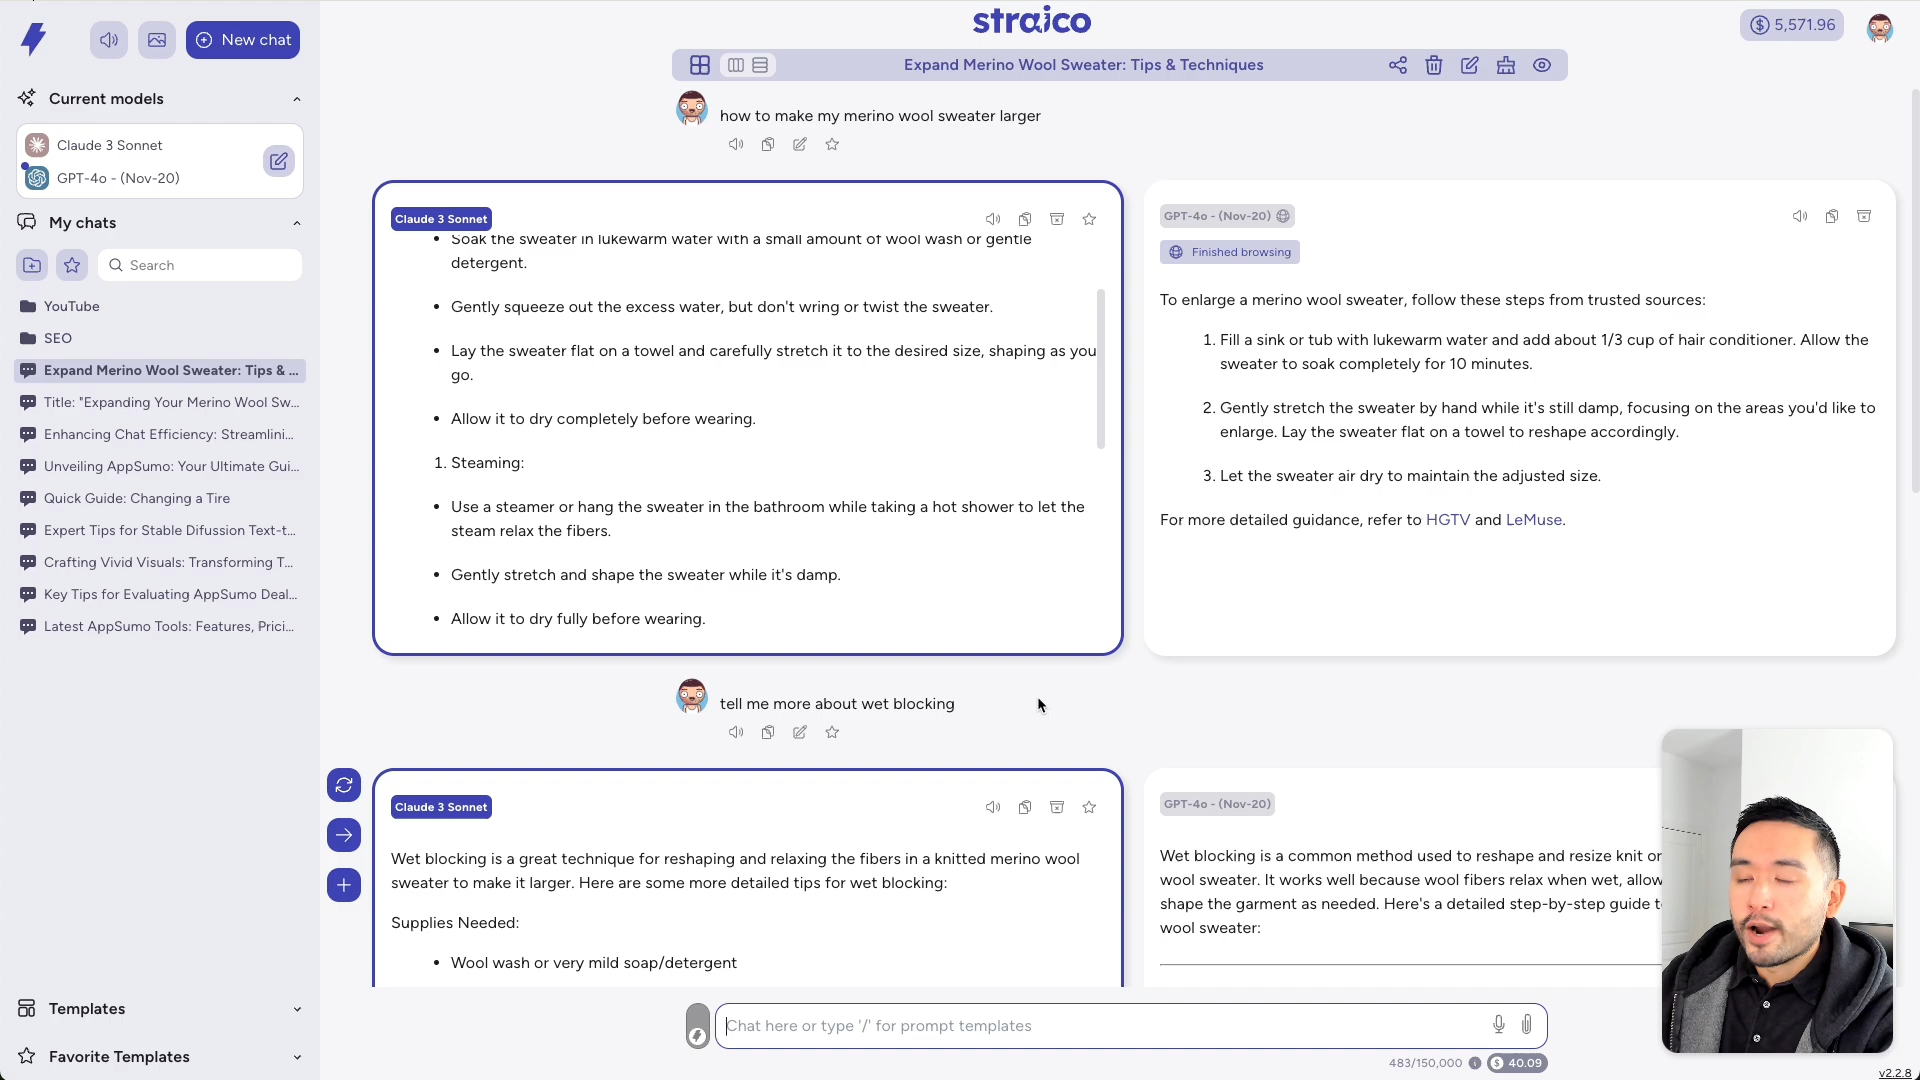 straico
$ 5,571.96
New chat
Expand Merino Wool Sweater: Tips & Techniques
Current models
Claude 3 Sonnet
GPT-4o - (Nov-20)
My chats
Search
YouTube
SEO
Expand Merino Wool Sweater: Tips & ...
Title: "Expanding Your Merino Wool Sw...
Enhancing Chat Efficiency: Streamlini...
Unveiling AppSumo: Your Ultimate Gui...
Quick Guide: Changing a Tire
Expert Tips for Stable Difussion Text-t...
Crafting Vivid Visuals: Transforming T...
Key Tips for Evaluating AppSumo Deal...
Latest AppSumo Tools: Features, Prici...
Templates
Favorite Templates
how to make my merino wool sweater larger
Claude 3 Sonnet
• Soak the sweater in lukewarm water with a small amount of wool wash or gentle
detergent.
• Gently squeeze out the excess water, but don't wring or twist the sweater.
• Lay the sweater flat on a towel and carefully stretch it to the desired size, shaping as you
go.
• Allow it to dry completely before wearing.
1. Steaming:
• Use a steamer or hang the sweater in the bathroom while taking a hot shower to let the
steam relax the fibers.
• Gently stretch and shape the sweater while it's damp.
• Allow it to dry fully before wearing.
GPT-4o - (Nov-20)
Finished browsing
To enlarge a merino wool sweater, follow these steps from trusted sources:
1. Fill a sink or tub with lukewarm water and add about 1/3 cup of hair conditioner. Allow the
sweater to soak completely for 10 minutes.
2. Gently stretch the sweater by hand while it's still damp, focusing on the areas you'd like to
enlarge. Lay the sweater flat on a towel to reshape accordingly.
3. Let the sweater air dry to maintain the adjusted size.
For more detailed guidance, refer to HGTV and LeMuse.
tell me more about wet blocking
Claude 3 Sonnet
Wet blocking is a great technique for reshaping and relaxing the fibers in a knitted merino wool
sweater to make it larger. Here are some more detailed tips for wet blocking:
Supplies Needed:
• Wool wash or very mild soap/detergent
GPT-4o - (Nov-20)
Wet blocking is a common method used to reshape and resize knit or
wool sweater. It works well because wool fibers relax when wet, allow
shape the garment as needed. Here's a detailed step-by-step guide t
wool sweater:
Chat here or type '/' for prompt templates
483/150,000 i $ 40.09
v2.2.8